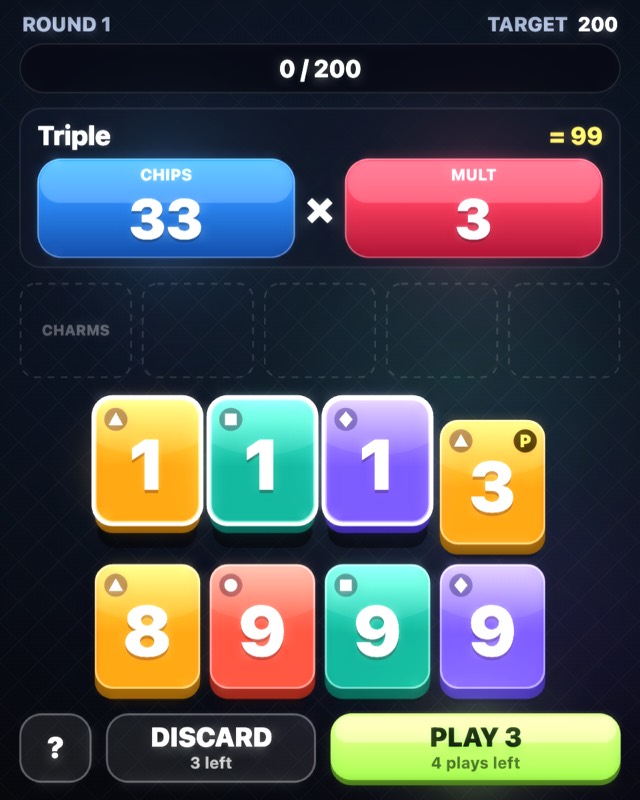 ROUND 1
TARGET 200
0 / 200
Triple
= 99
CHIPS
33
×
MULT
3
CHARMS
1
1
1
P
3
8
9
9
9
?
DISCARD
3 left
PLAY 3
4 plays left